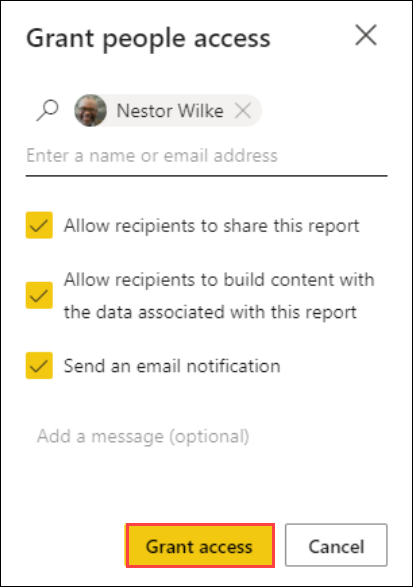 Grant people access
Nestor Wilke
Enter a name or email address
Allow recipients to share this report
Allow recipients to build content with
the data associated with this report
Send an email notification
Add a message (optional)
Grant access
Cancel